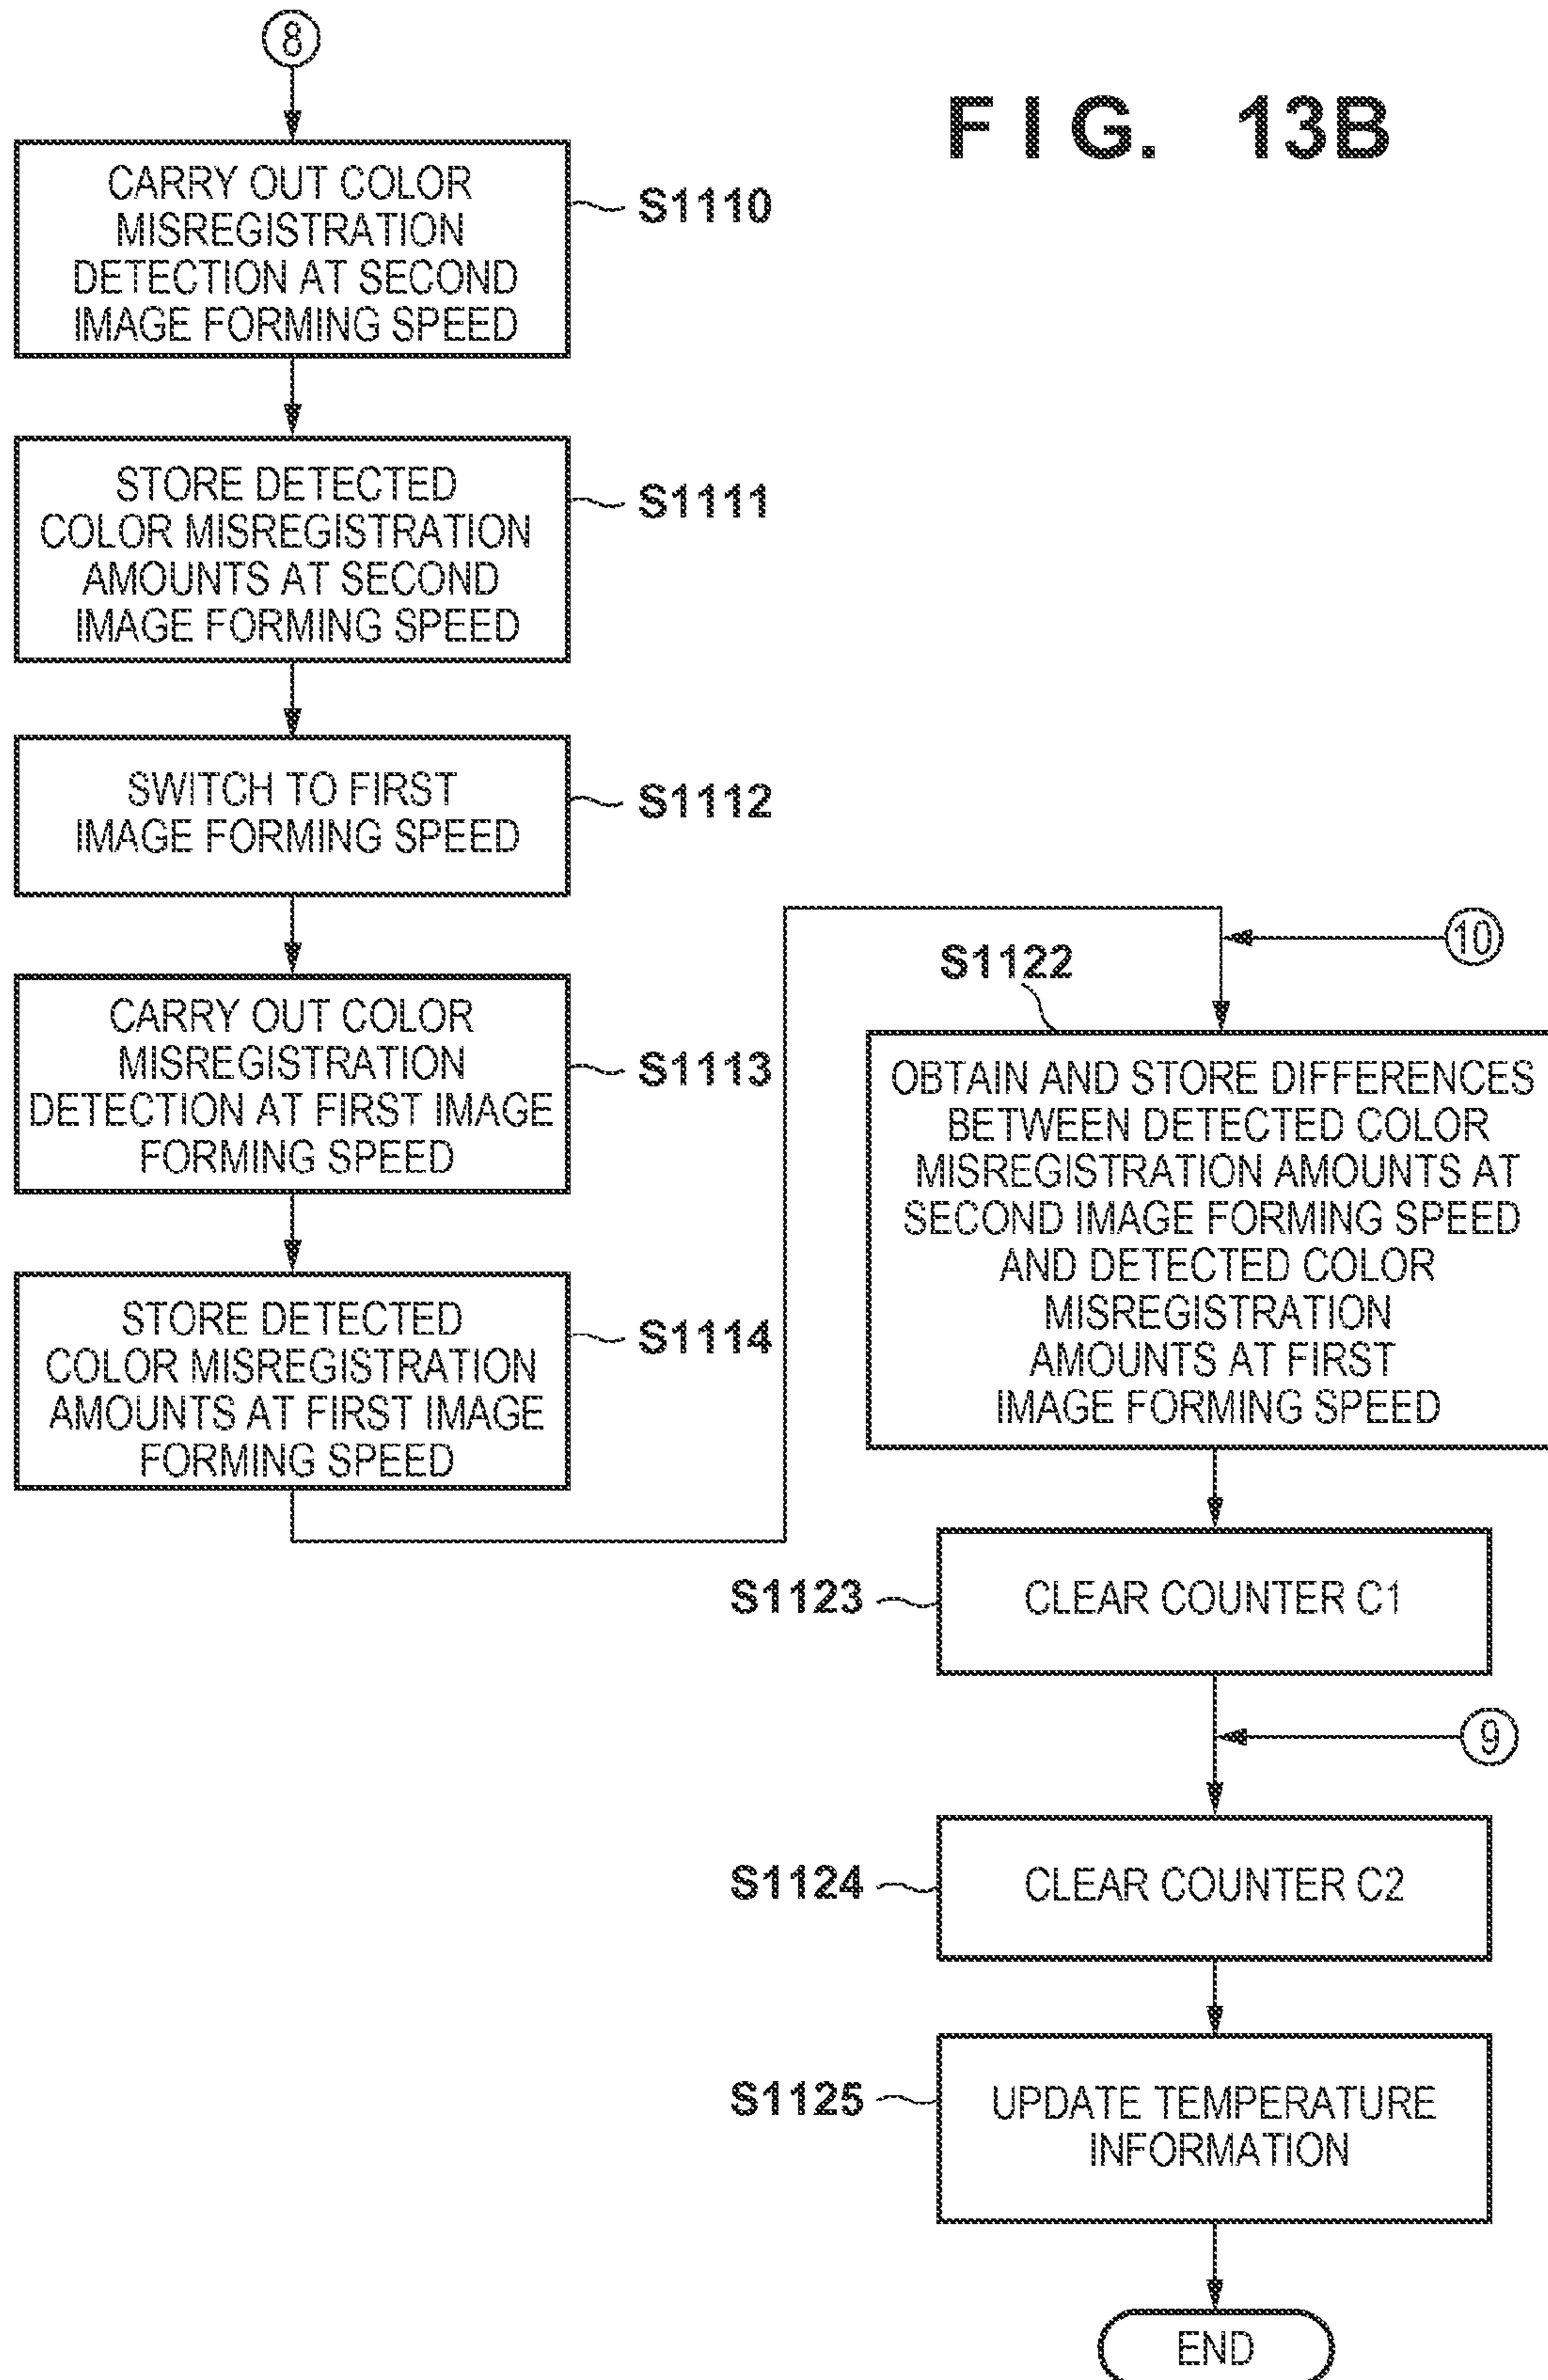 8
FIG. 13B
CARRY OUT COLOR
MISREGISTRATION
DETECTION AT SECOND
IMAGE FORMING SPEED
S1110
STORE DETECTED
COLOR MISREGISTRATION
AMOUNTS AT SECOND
IMAGE FORMING SPEED
S1111
SWITCH TO FIRST
IMAGE FORMING SPEED
S1112
CARRY OUT COLOR
MISREGISTRATION
DETECTION AT FIRST IMAGE
FORMING SPEED
S1113
STORE DETECTED
COLOR MISREGISTRATION
AMOUNTS AT FIRST IMAGE
FORMING SPEED
S1114
10
S1122
OBTAIN AND STORE DIFFERENCES
BETWEEN DETECTED COLOR
MISREGISTRATION AMOUNTS AT
SECOND IMAGE FORMING SPEED
AND DETECTED COLOR
MISREGISTRATION
AMOUNTS AT FIRST
IMAGE FORMING SPEED
S1123
CLEAR COUNTER C1
9
S1124
CLEAR COUNTER C2
S1125
UPDATE TEMPERATURE
INFORMATION
END